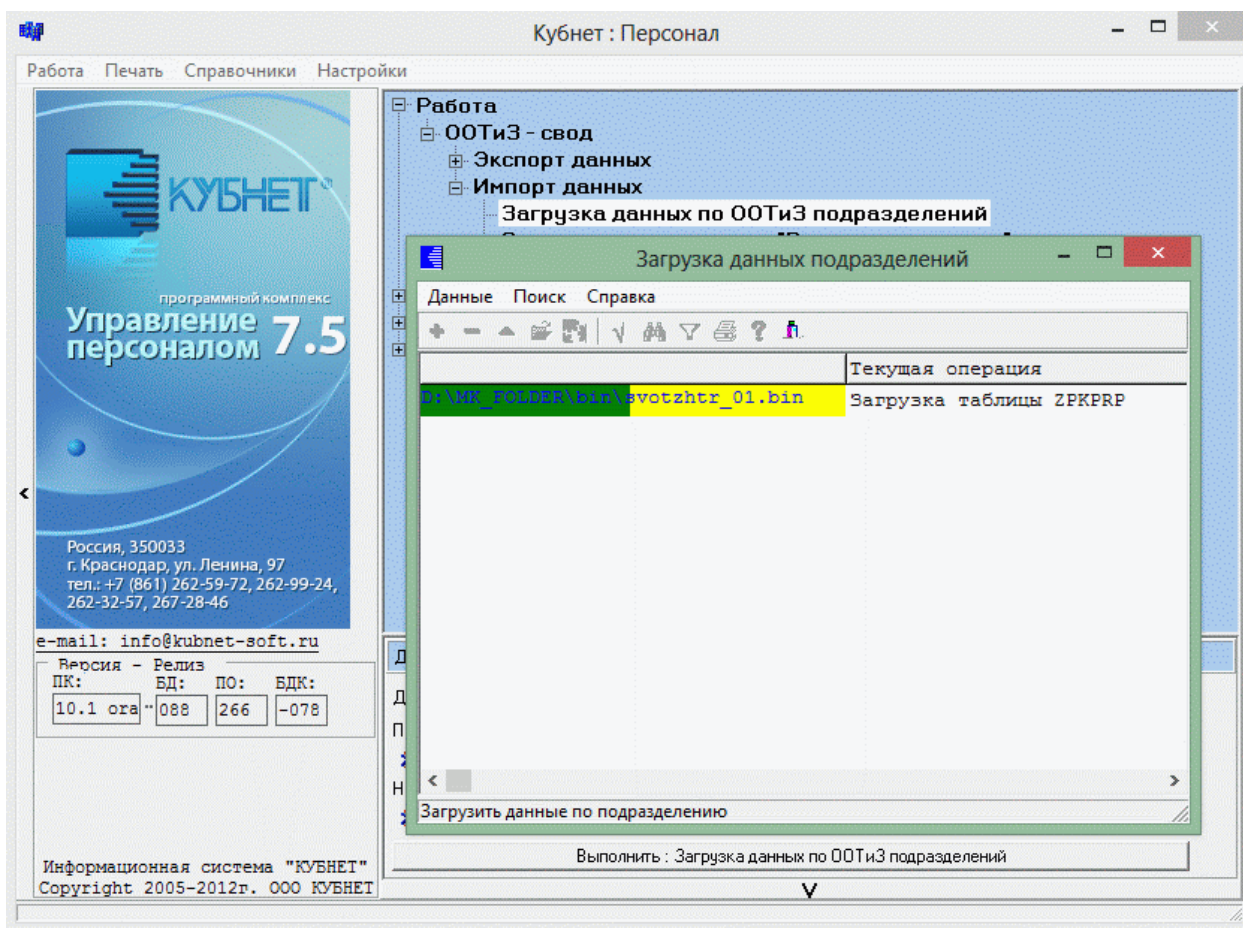 Кубнет : Персонал
Работа Печать Справочники Настройки
КУБНЕТ®
программный комплекс
Управление персоналом 7.5
Россия, 350033
г. Краснодар, ул. Ленина, 97
тел.: +7 (861) 262-59-72, 262-99-24,
262-32-57, 267-28-46
e-mail: info@kubnet-soft.ru
Версия - Релиз
ПК: БД: ПО: БДК:
10.1 ora - 088 266 -078
Информационная система "КУБНЕТ"
Copyright 2005-2012г. ООО КУБНЕТ
Работа
ООТиЗ - свод
Экспорт данных
Импорт данных
Загрузка данных по ООТиЗ подразделений
Загрузка данных подразделений
Данные Поиск Справка
Текущая операция
D:\MK_FOLDER\bin\svotzhtr_01.bin Загрузка таблицы ZPKPRP
Загрузить данные по подразделению
Выполнить : Загрузка данных по ООТиЗ подразделений